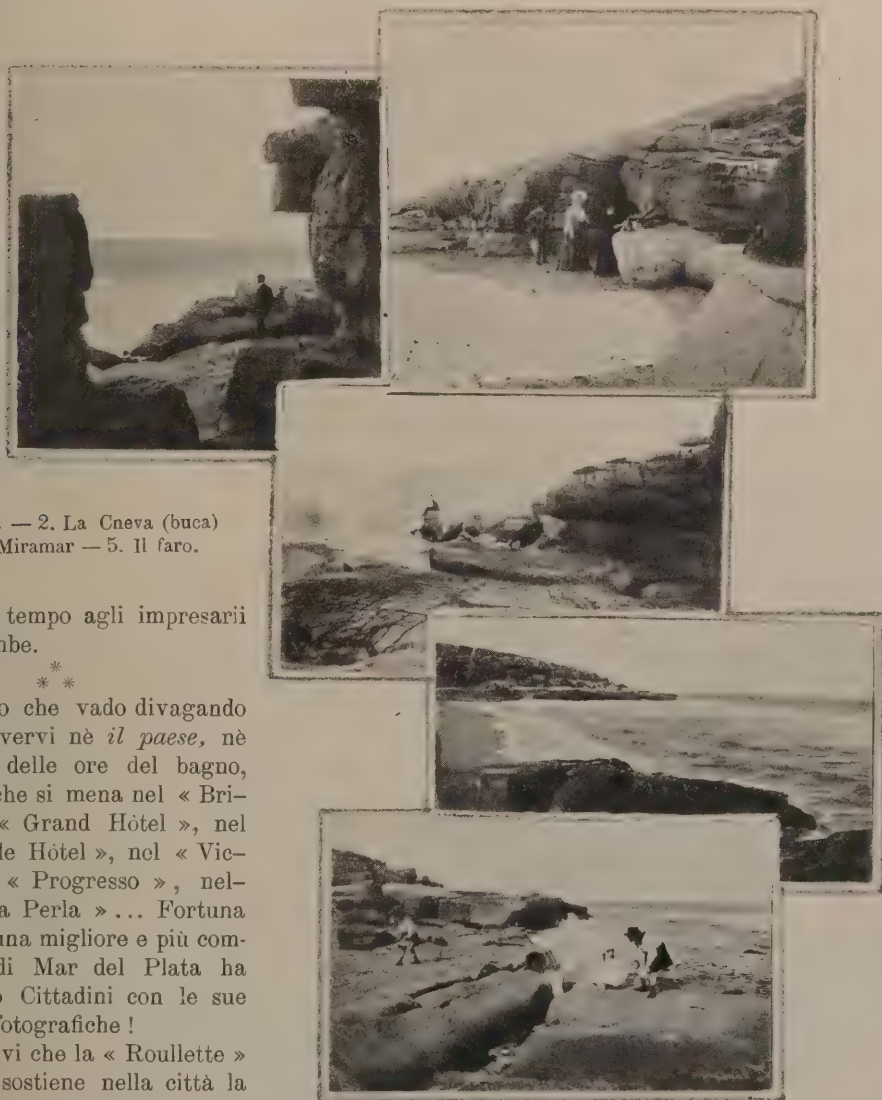 — 2. La Cneva (buca)
Miramar — 5. Il faro.
tempo agli impresarii
nbe.
*
* *
o che vado divagando
vervi nè il paese, nè
delle ore del bagno,
che si mena nel « Bri-
« Grand Hôtel », nel
le Hôtel », nel « Vic-
« Progresso », nel-
a Perla » ... Fortuna
una migliore e più com-
di Mar del Plata ha
o Cittadini con le sue
fotografiche !
vi che la « Roullette »
sostiene nella città la